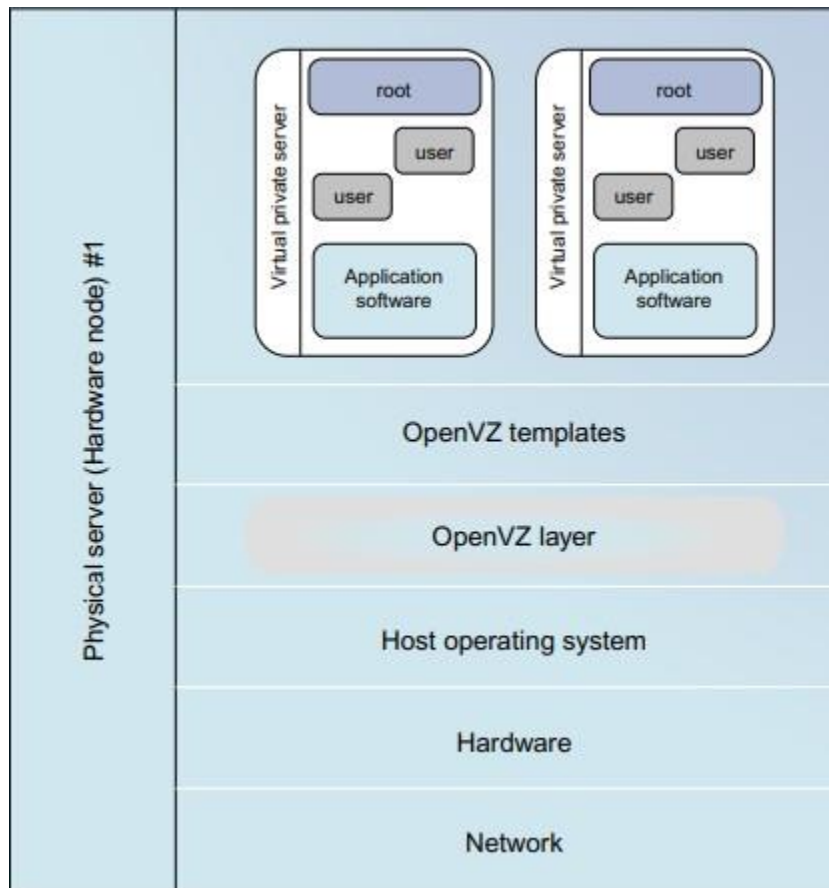 Physical server (Hardware node) #1
Virtual private server
root
user
user
Application
software
Virtual private server
root
user
user
Application
software
OpenVZ templates
OpenVZ layer
Host operating system
Hardware
Network